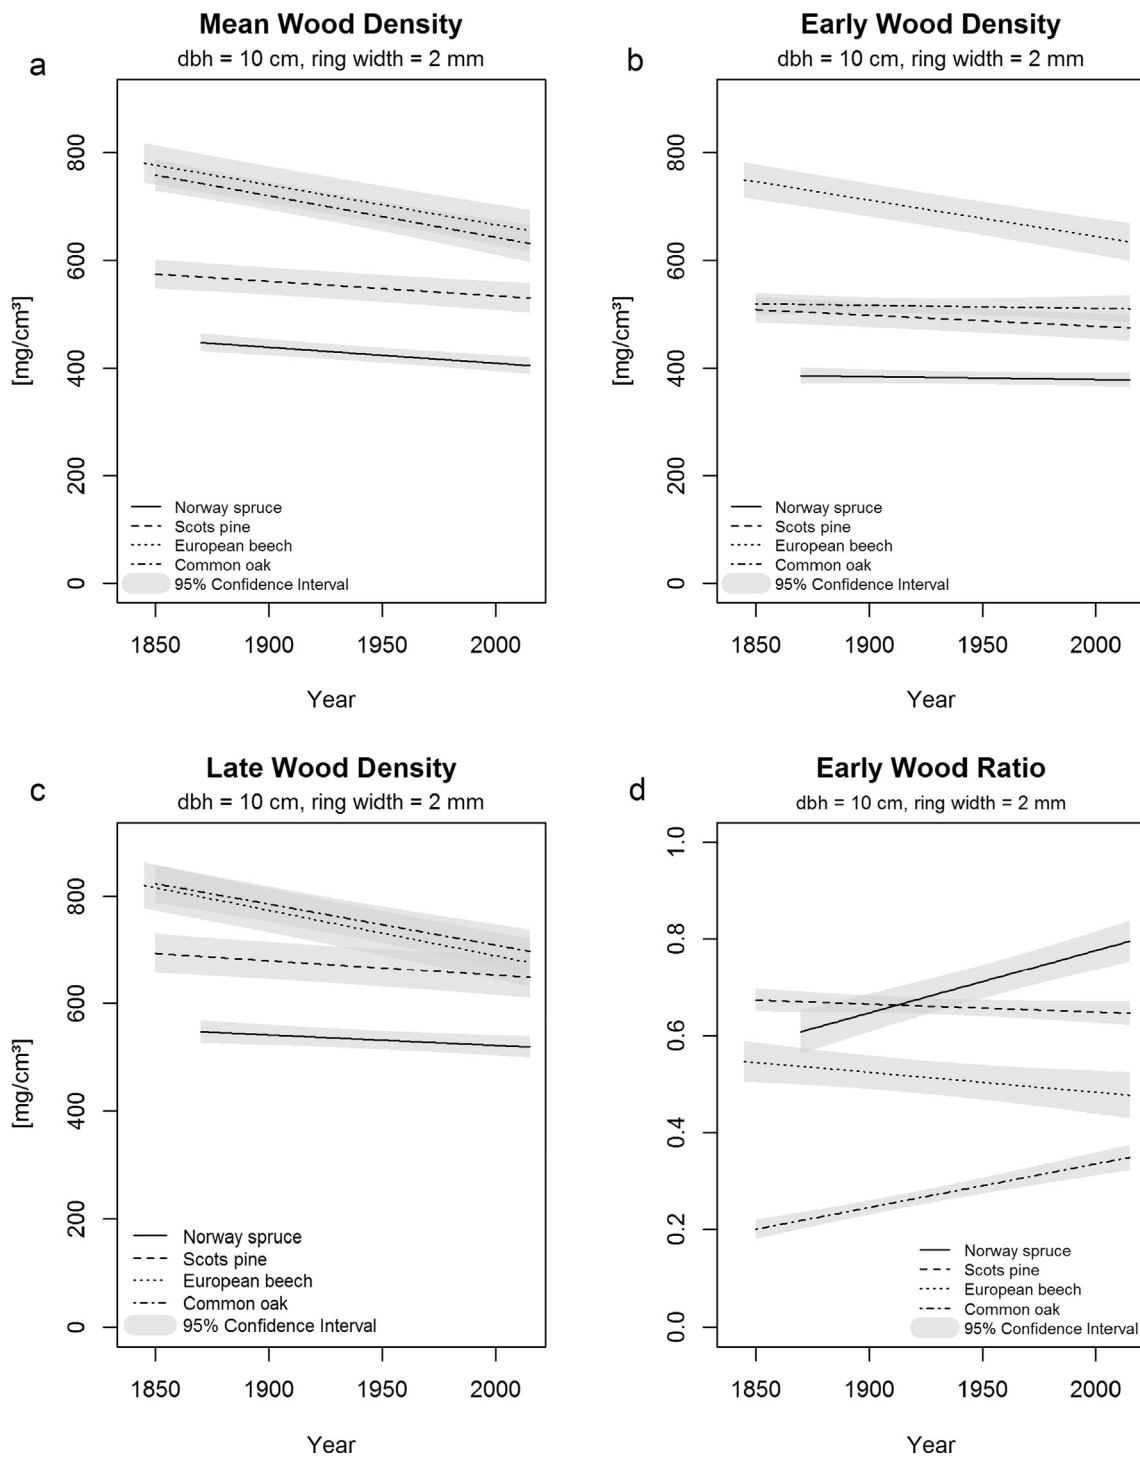 a
Mean Wood Density
dbh = 10 cm, ring width = 2 mm
[mg/cm³]
800
600
400
200
0
Norway spruce
Scots pine
European beech
Common oak
95% Confidence Interval
1850 1900 1950 2000
Year
b
Early Wood Density
dbh = 10 cm, ring width = 2 mm
[mg/cm³]
800
600
400
200
0
Norway spruce
Scots pine
European beech
Common oak
95% Confidence Interval
1850 1900 1950 2000
Year
c
Late Wood Density
dbh = 10 cm, ring width = 2 mm
[mg/cm³]
800
600
400
200
0
Norway spruce
Scots pine
European beech
Common oak
95% Confidence Interval
1850 1900 1950 2000
Year
d
Early Wood Ratio
dbh = 10 cm, ring width = 2 mm
1.0
0.8
0.6
0.4
0.2
0.0
Norway spruce
Scots pine
European beech
Common oak
95% Confidence Interval
1850 1900 1950 2000
Year